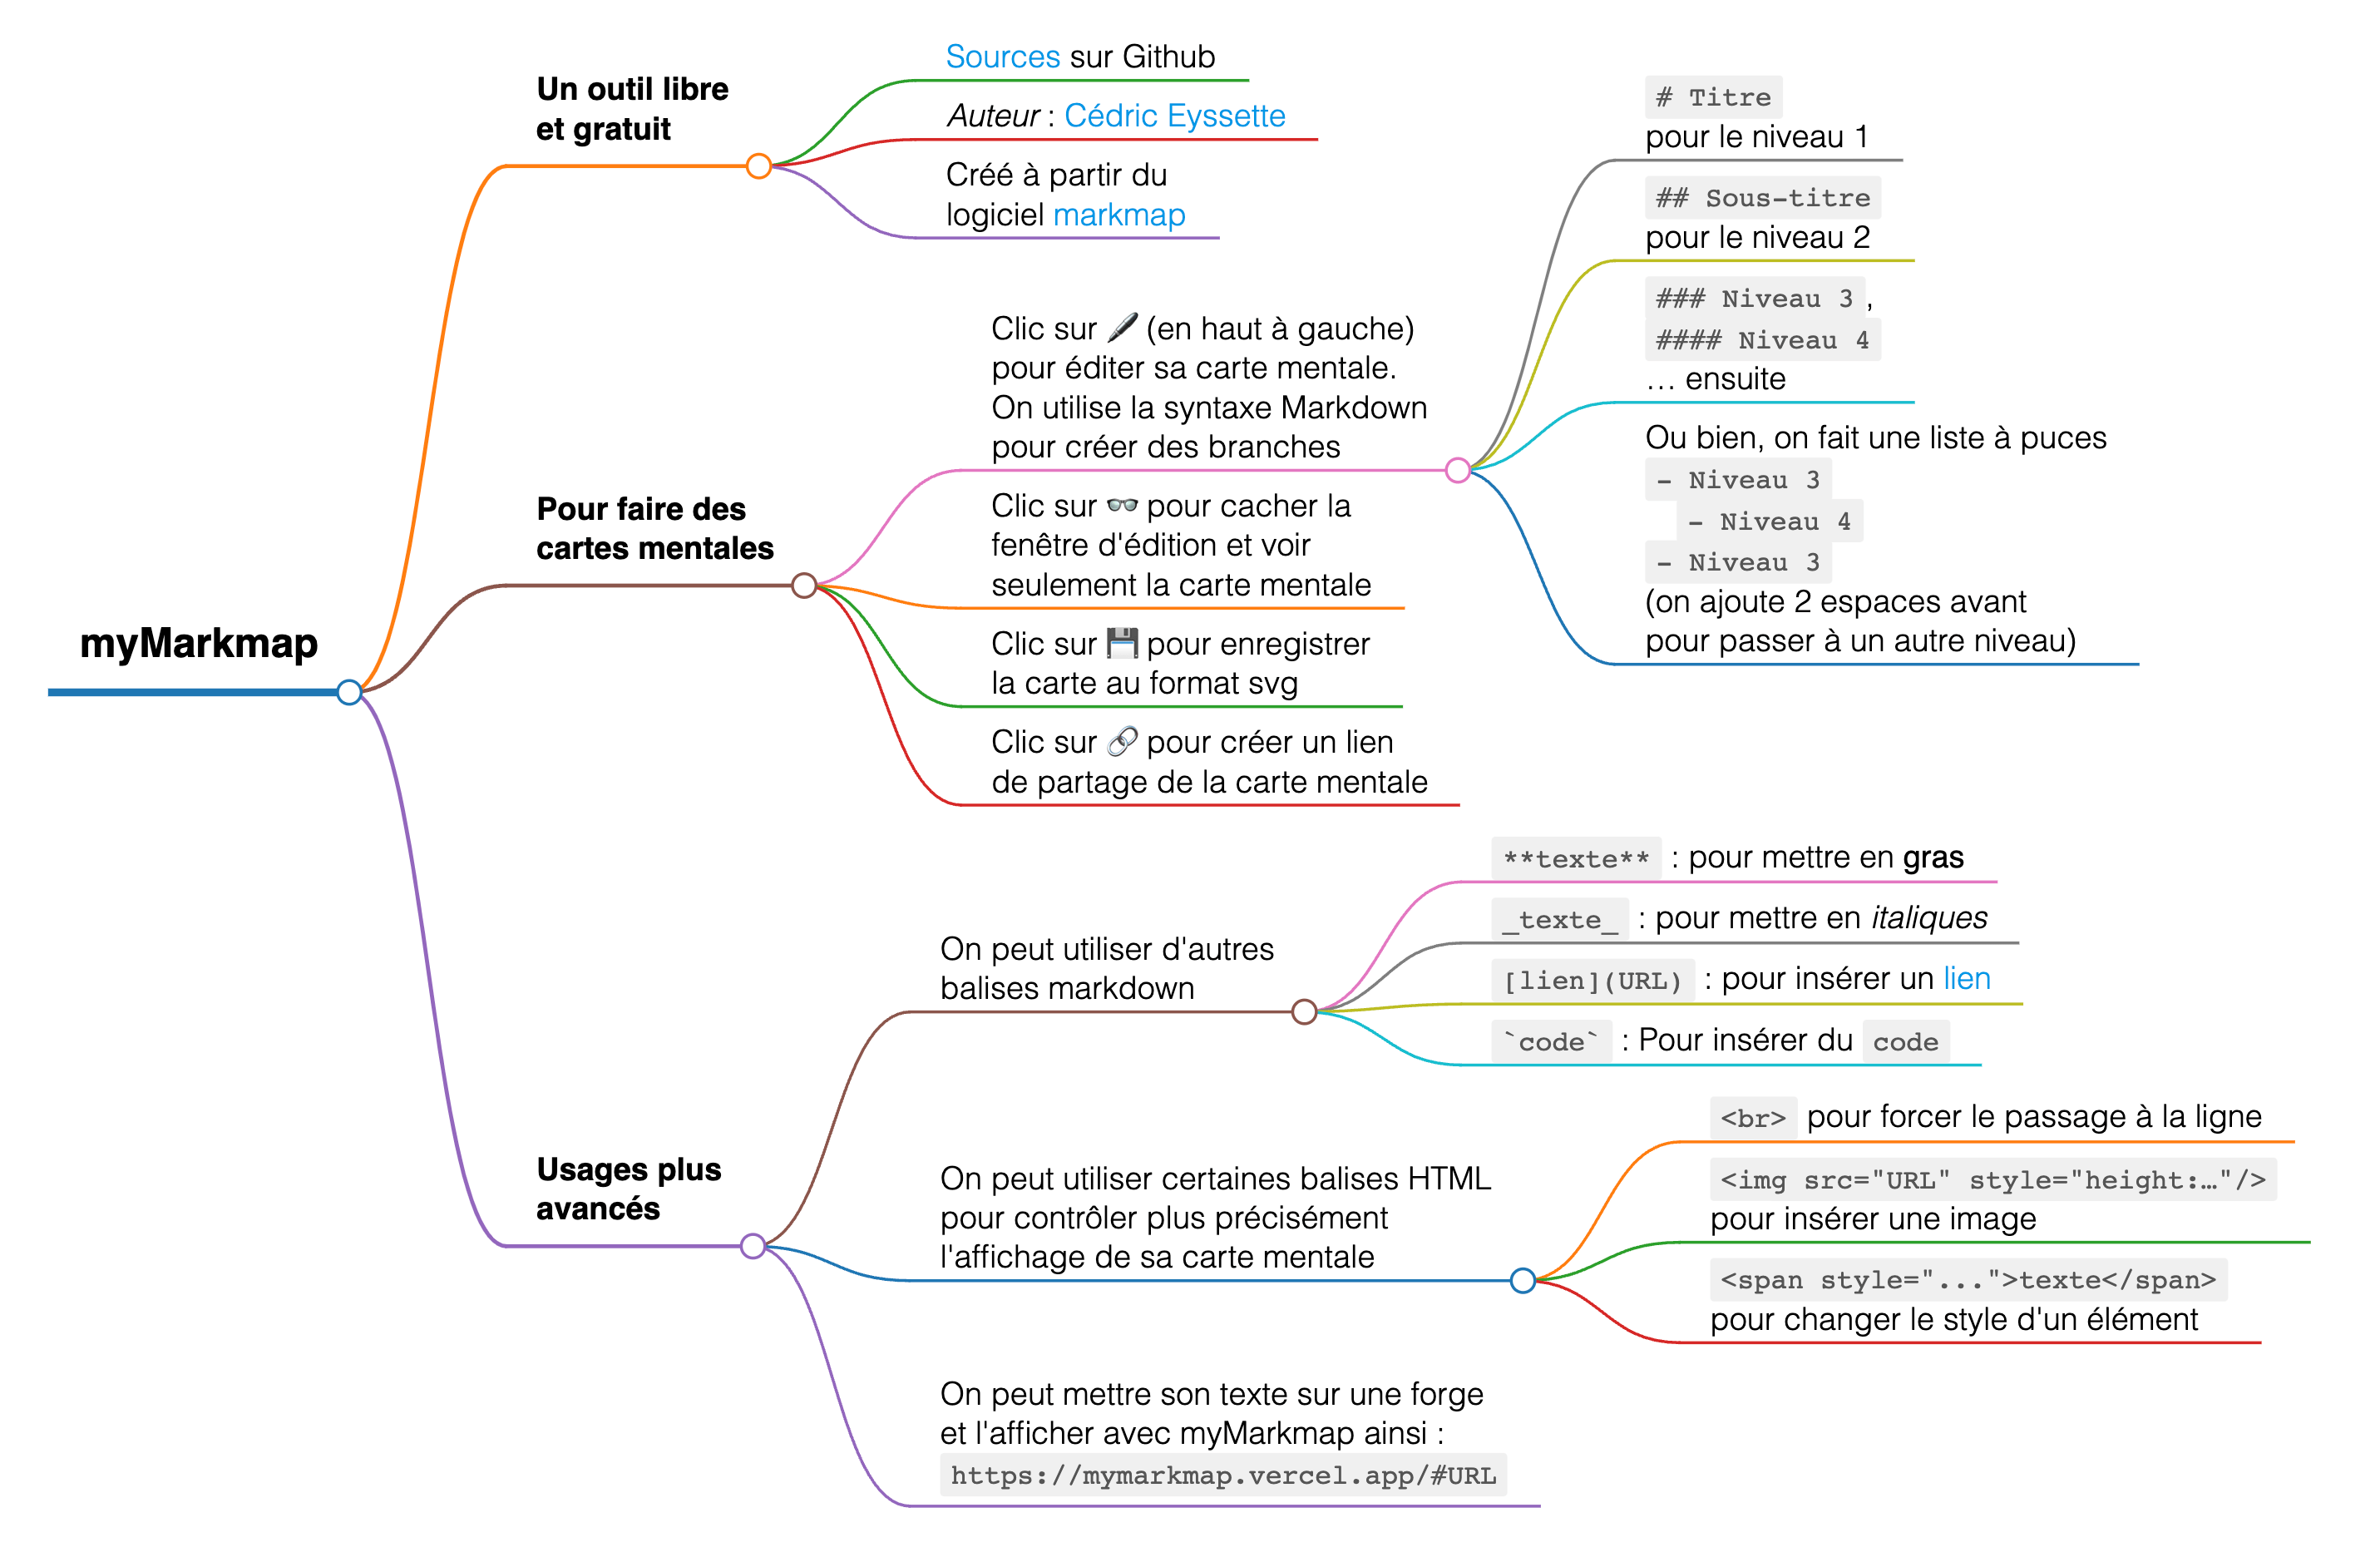 myMarkmap
Un outil libre
et gratuit
Sources sur Github
Auteur : Cédric Eyssette
Créé à partir du
logiciel markmap
Pour faire des
cartes mentales
Clic sur 🖋️ (en haut à gauche)
pour éditer sa carte mentale.
On utilise la syntaxe Markdown
pour créer des branches
# Titre
pour le niveau 1
## Sous-titre
pour le niveau 2
### Niveau 3,
#### Niveau 4
… ensuite
Ou bien, on fait une liste à puces
- Niveau 3
  - Niveau 4
- Niveau 3
(on ajoute 2 espaces avant
pour passer à un autre niveau)
Clic sur 👓 pour cacher la
fenêtre d'édition et voir
seulement la carte mentale
Clic sur 💾 pour enregistrer
la carte au format svg
Clic sur 🔗 pour créer un lien
de partage de la carte mentale
Usages plus
avancés
On peut utiliser d'autres
balises markdown
**texte** : pour mettre en gras
_texte_ : pour mettre en italiques
[lien](URL) : pour insérer un lien
`code` : Pour insérer du code
On peut utiliser certaines balises HTML
pour contrôler plus précisément
l'affichage de sa carte mentale
<br> pour forcer le passage à la ligne
<img src="URL" style="height:…"/>
pour insérer une image
<span style="...">texte</span>
pour changer le style d'un élément
On peut mettre son texte sur une forge
et l'afficher avec myMarkmap ainsi :
https://mymarkmap.vercel.app/#URL